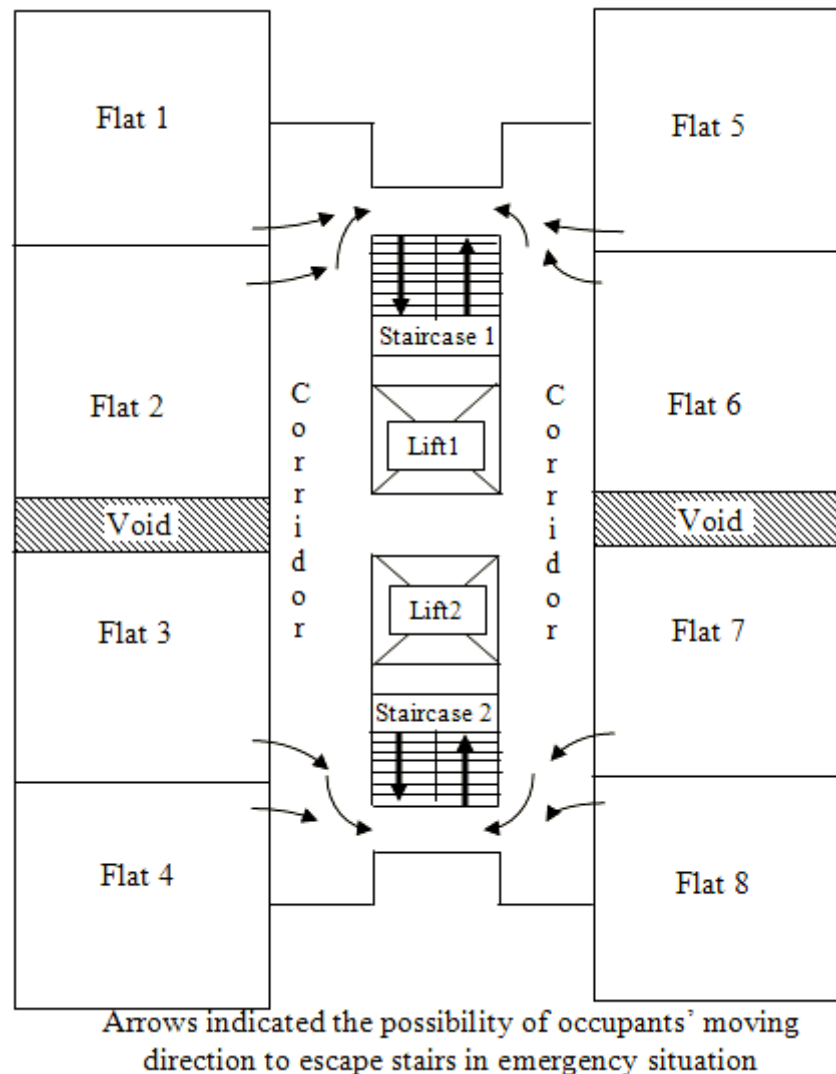 Flat 1
Flat 5
Staircase 1
Flat 2
Corridor
Lift1
Corridor
Flat 6
Void
Void
Flat 3
Lift2
Flat 7
Staircase 2
Flat 4
Flat 8
Arrows indicated the possibility of occupants’ moving
direction to escape stairs in emergency situation